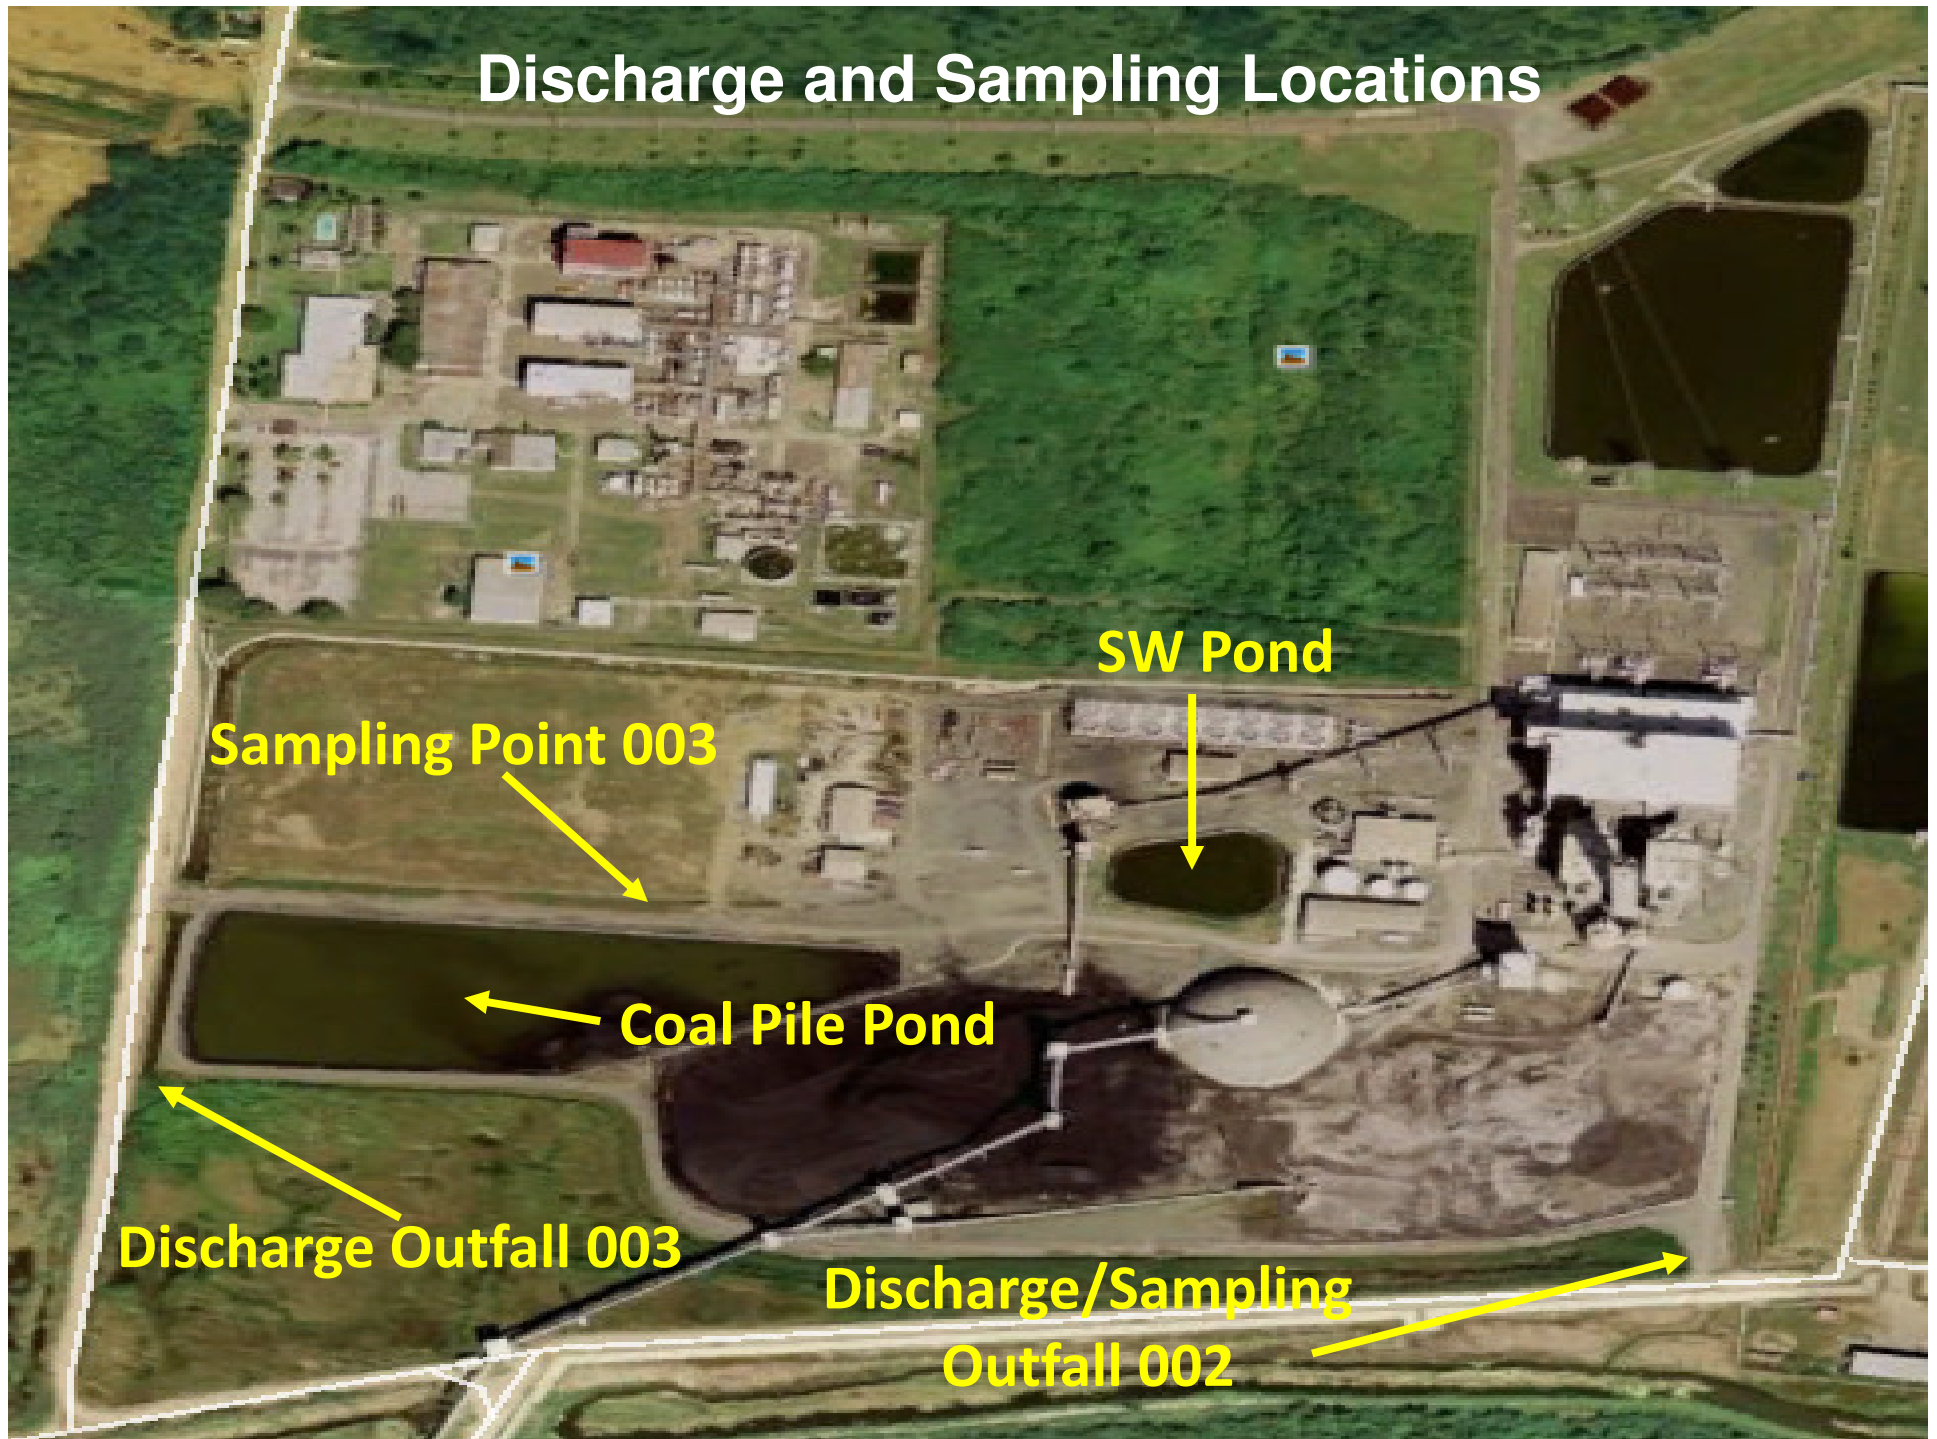 Discharge and Sampling Locations
SW Pond
Sampling Point 003
Coal Pile Pond
Discharge Outfall 003
Discharge/Sampling
Outfall 002